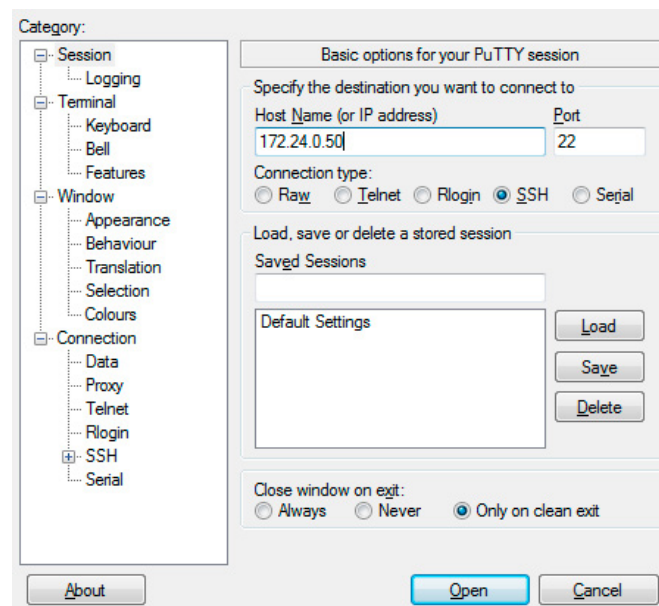 Category:
Session
Logging
Terminal
Keyboard
Bell
Features
Window
Appearance
Behaviour
Translation
Selection
Colours
Connection
Data
Proxy
Telnet
Rlogin
SSH
Serial
Basic options for your PuTTY session
Specify the destination you want to connect to
Host Name (or IP address) Port
172.24.0.50 22
Connection type:
Raw Telnet Rlogin SSH Serial
Load, save or delete a stored session
Saved Sessions
Default Settings
Load
Save
Delete
Close window on exit:
Always Never Only on clean exit
About Open Cancel